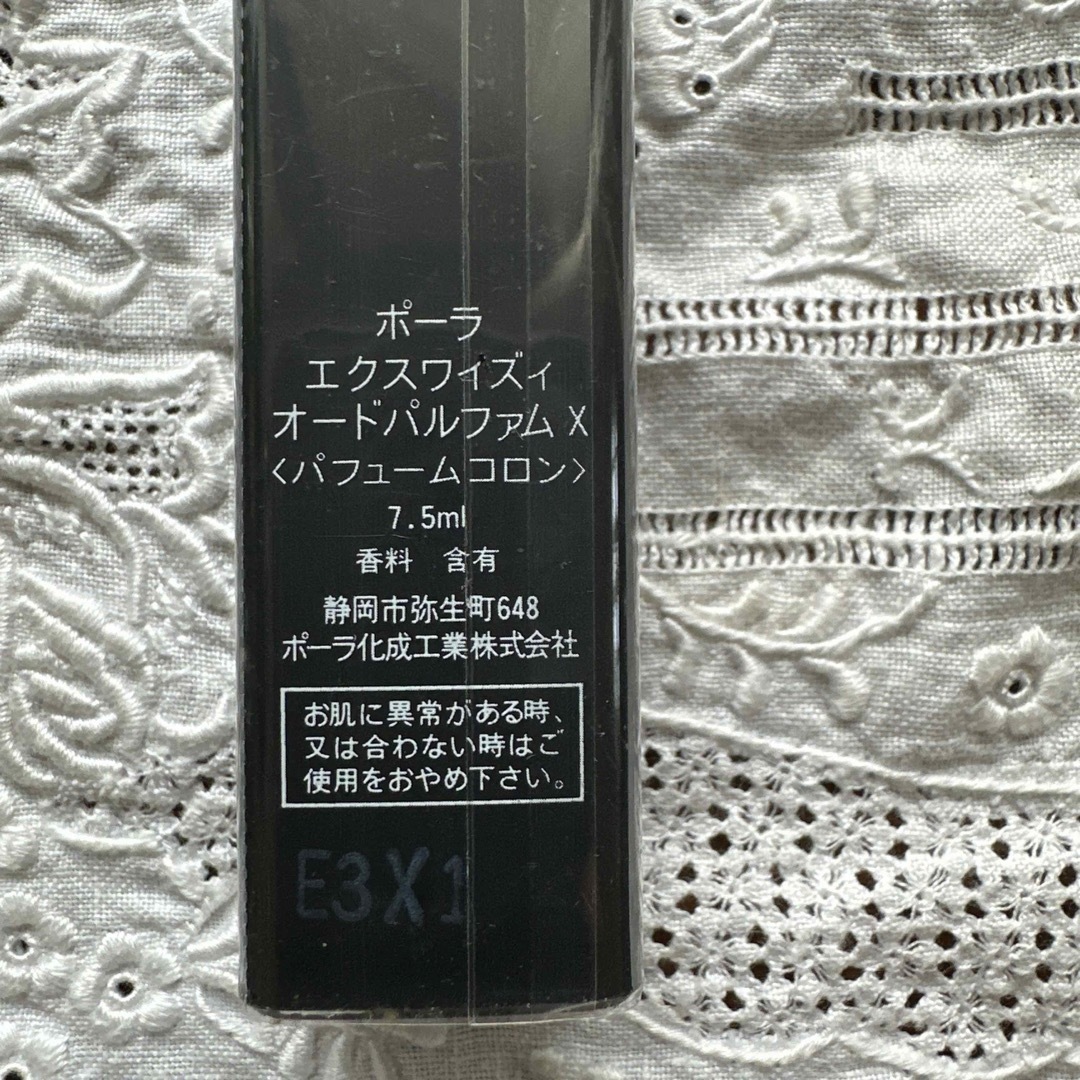 ポーラ
エクスワイズィ
オードパルファム X
〈パフュームコロン〉
7.5ml
香料　含有
静岡市弥生町648
ポーラ化成工業株式会社
お肌に異常がある時、
又は合わない時はご
使用をおやめ下さい。
E3X1